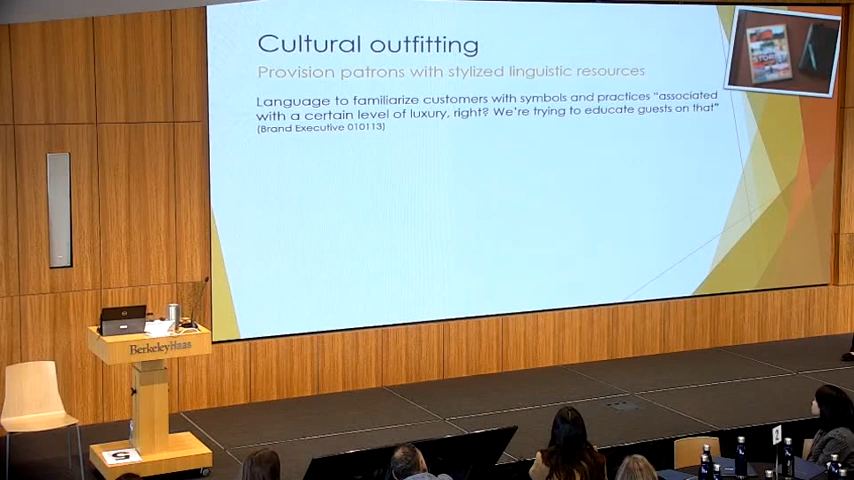 Cultural outfitting
Provision patrons with stylized linguistic resources
Language to familiarize customers with symbols and practices "associated
with a certain level of luxury, right? We're trying to educate guests on that"
(Brand Executive 010113)
BerkeleyHaas
5
2